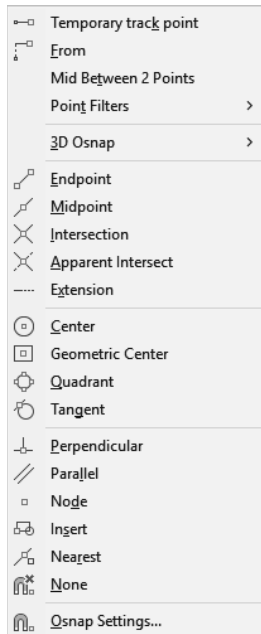 Temporary track point
From
Mid Between 2 Points
Point Filters
3D Osnap
Endpoint
Midpoint
Intersection
Apparent Intersect
Extension
Center
Geometric Center
Quadrant
Tangent
Perpendicular
Parallel
Node
Insert
Nearest
None
Osnap Settings...